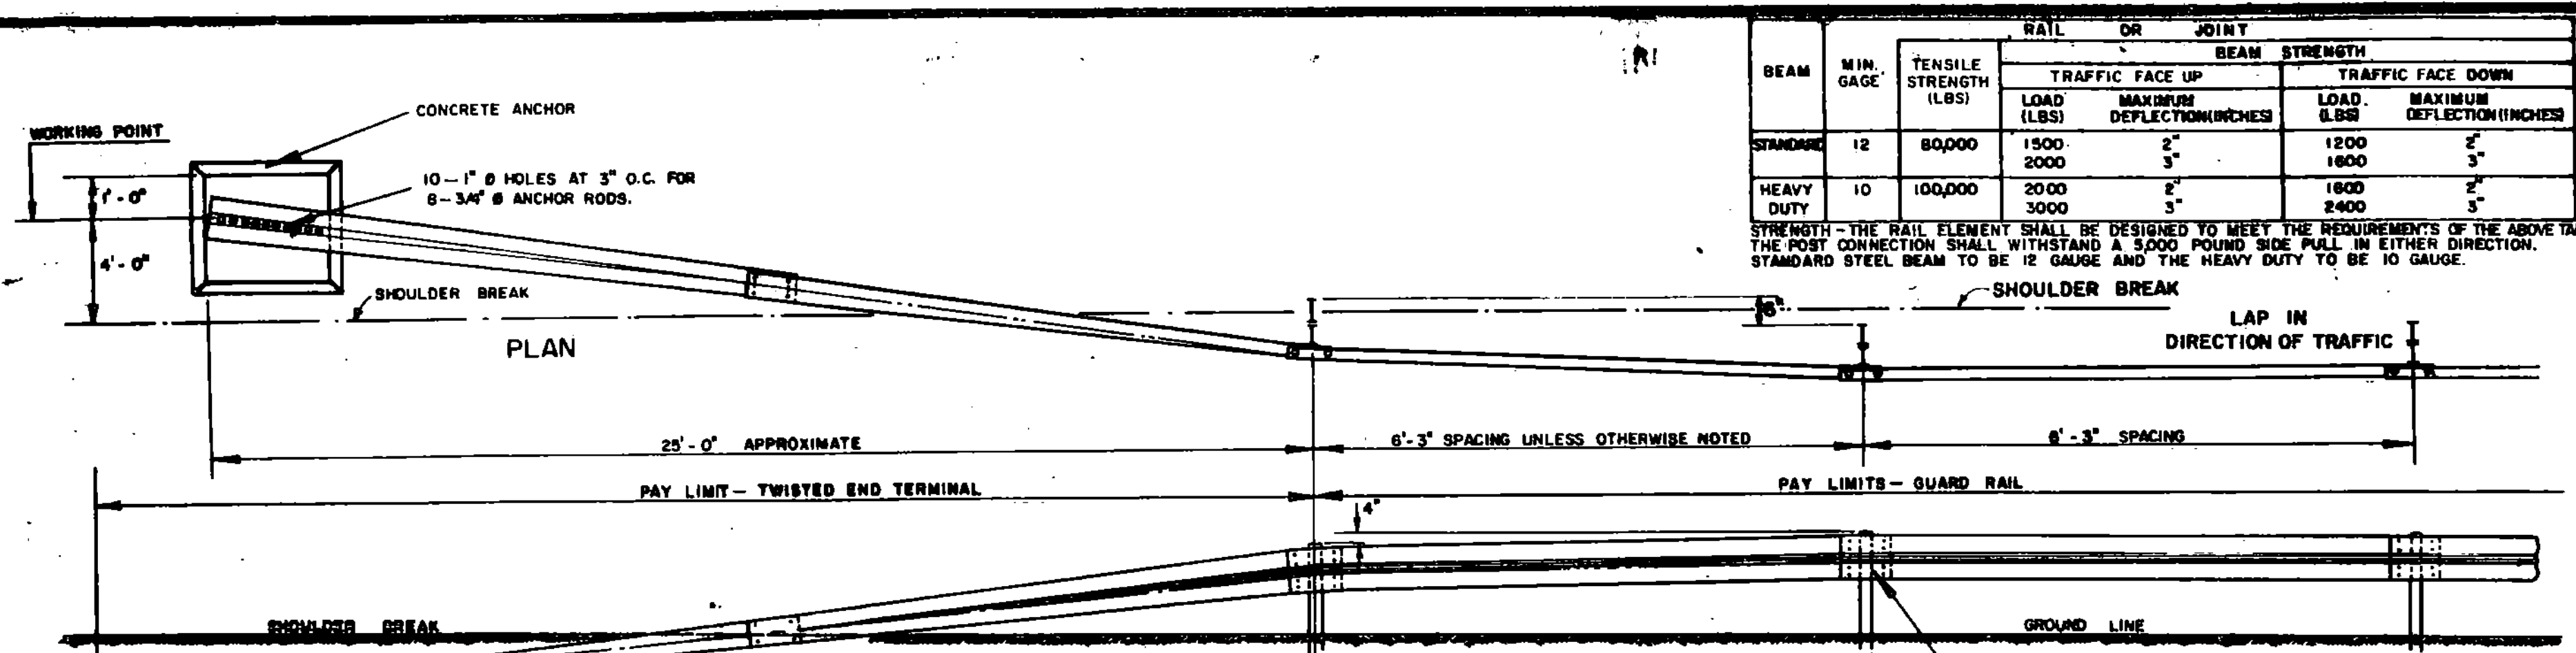 RAIL OR JOINT
BEAM
MIN. GAGE
TENSILE STRENGTH (LBS)
BEAM STRENGTH
TRAFFIC FACE UP
TRAFFIC FACE DOWN
LOAD (LBS)
MAXIMUM DEFLECTION(INCHES)
LOAD. (LBS)
MAXIMUM DEFLECTION(INCHES)
STANDARD 12 80,000 1500 2" 1200 2"
2000 3" 1600 3"
HEAVY DUTY 10 100,000 2000 2" 1600 2"
3000 3" 2400 3"
STRENGTH - THE RAIL ELEMENT SHALL BE DESIGNED TO MEET THE REQUIREMENTS OF THE ABOVE
THE POST CONNECTION SHALL WITHSTAND A 5,000 POUND SIDE PULL IN EITHER DIRECTION.
STANDARD STEEL BEAM TO BE 12 GAUGE AND THE HEAVY DUTY TO BE 10 GAUGE.
CONCRETE ANCHOR
WORKING POINT
10-1" Ø HOLES AT 3" O.C. FOR
8-3/4" Ø ANCHOR RODS.
1'-0"
4'-0"
SHOULDER BREAK
PLAN
6"
SHOULDER BREAK
LAP IN
DIRECTION OF TRAFFIC
25'-0" APPROXIMATE
6'-3" SPACING UNLESS OTHERWISE NOTED
6'-3" SPACING
PAY LIMIT- TWISTED END TERMINAL
PAY LIMITS- GUARD RAIL
4"
SHOULDER BREAK
GROUND LINE